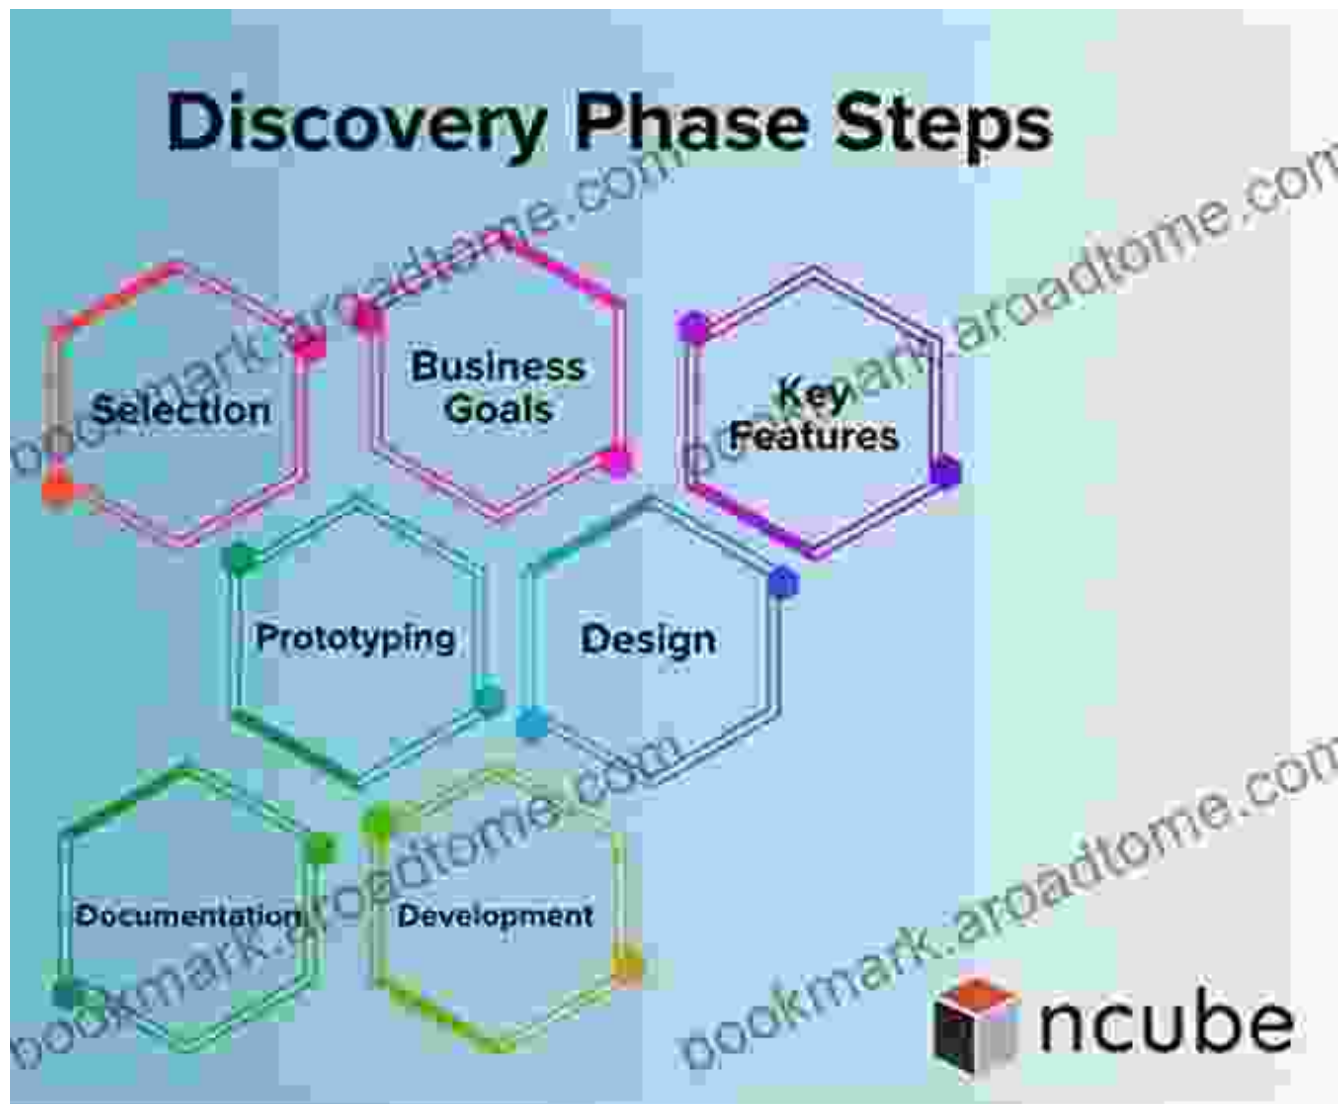 Discovery Phase Steps
Selection
Business
Goals
Key
Features
Prototyping
Design
Documentation
Development
ncube
bookmark.aroadtome.com
bookmark.aroadtome.com
bookmark.aroadtome.com
bookmark.aroadtome.com